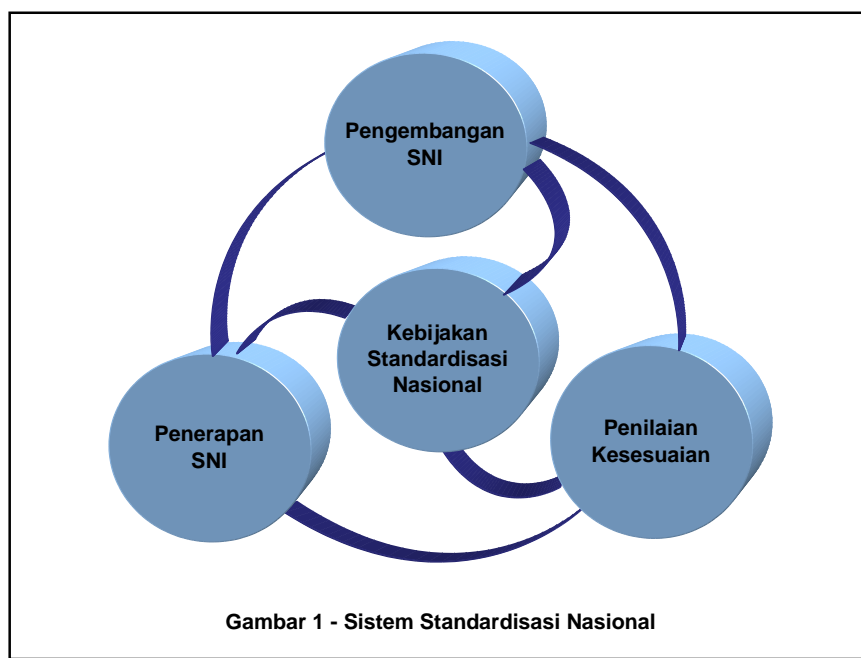 Pengembangan
SNI
Kebijakan
Standardisasi
Nasional
Penerapan
SNI
Penilaian
Kesesuaian
Gambar 1 - Sistem Standardisasi Nasional